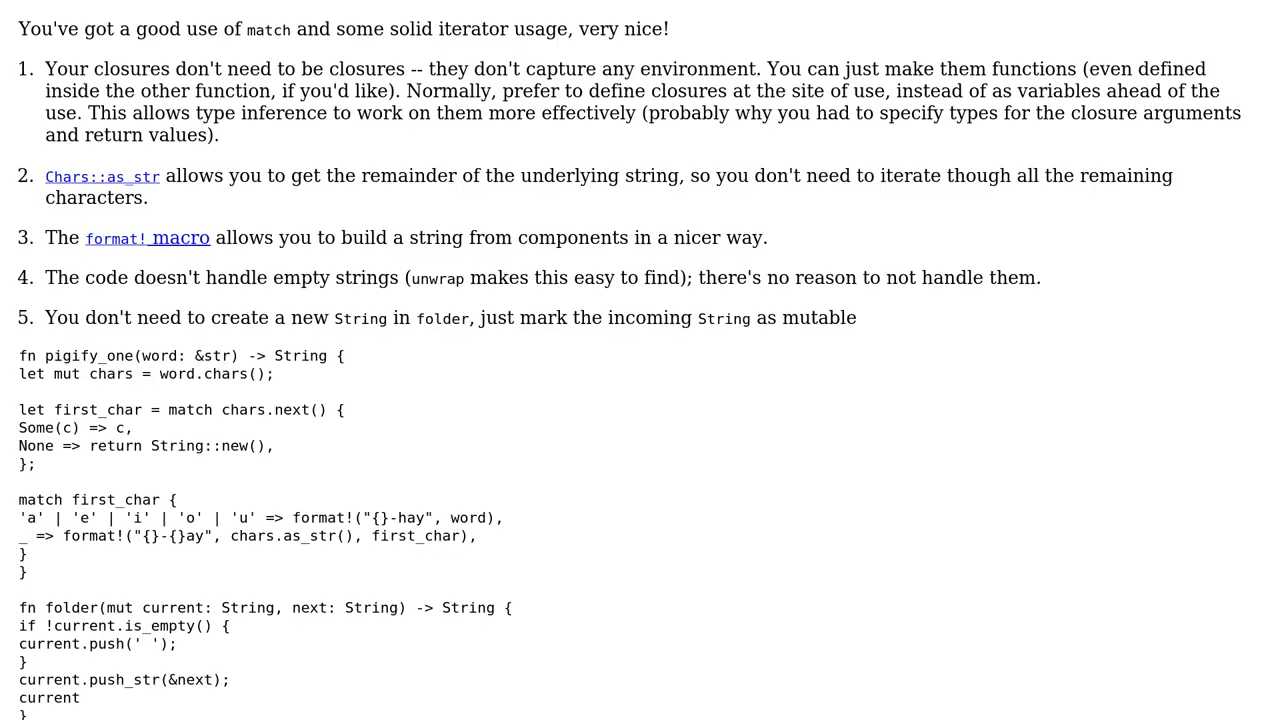 You've got a good use of match and some solid iterator usage, very nice!
1. Your closures don't need to be closures -- they don't capture any environment. You can just make them functions (even defined
inside the other function, if you'd like). Normally, prefer to define closures at the site of use, instead of as variables ahead of the
use. This allows type inference to work on them more effectively (probably why you had to specify types for the closure arguments
and return values).
2. Chars::as_str allows you to get the remainder of the underlying string, so you don't need to iterate though all the remaining
characters.
3. The format! macro allows you to build a string from components in a nicer way.
4. The code doesn't handle empty strings (unwrap makes this easy to find); there's no reason to not handle them.
5. You don't need to create a new String in folder, just mark the incoming String as mutable
fn pigify_one(word: &str) -> String {
let mut chars = word.chars();
let first_char = match chars.next() {
Some(c) => c,
None => return String::new(),
};
match first_char {
'a' | 'e' | 'i' | 'o' | 'u' => format!("{}-hay", word),
_ => format!("{}-{}ay", chars.as_str(), first_char),
}
}
fn folder(mut current: String, next: String) -> String {
if !current.is_empty() {
current.push(' ');
}
current.push_str(&next);
current
}